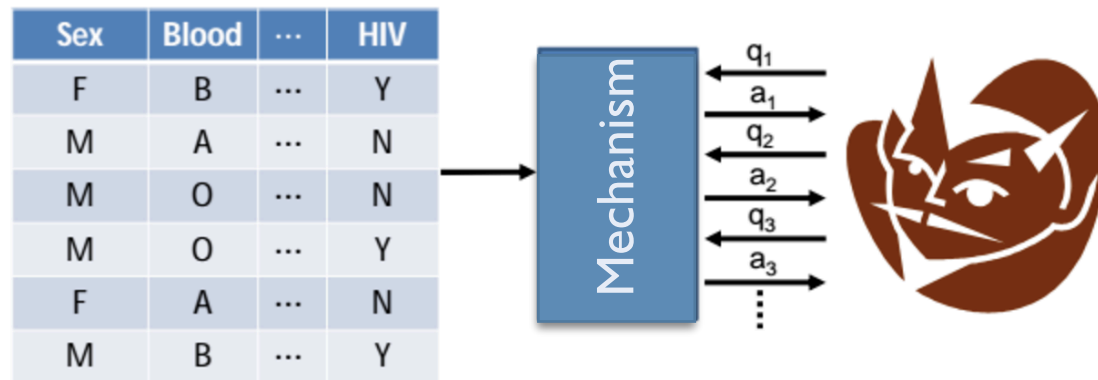 Sex Blood ... HIV
F B ... Y
M A ... N
M O ... N
M O ... Y
F A ... N
M B ... Y
Mechanism
q1
a1
q2
a2
q3
a3